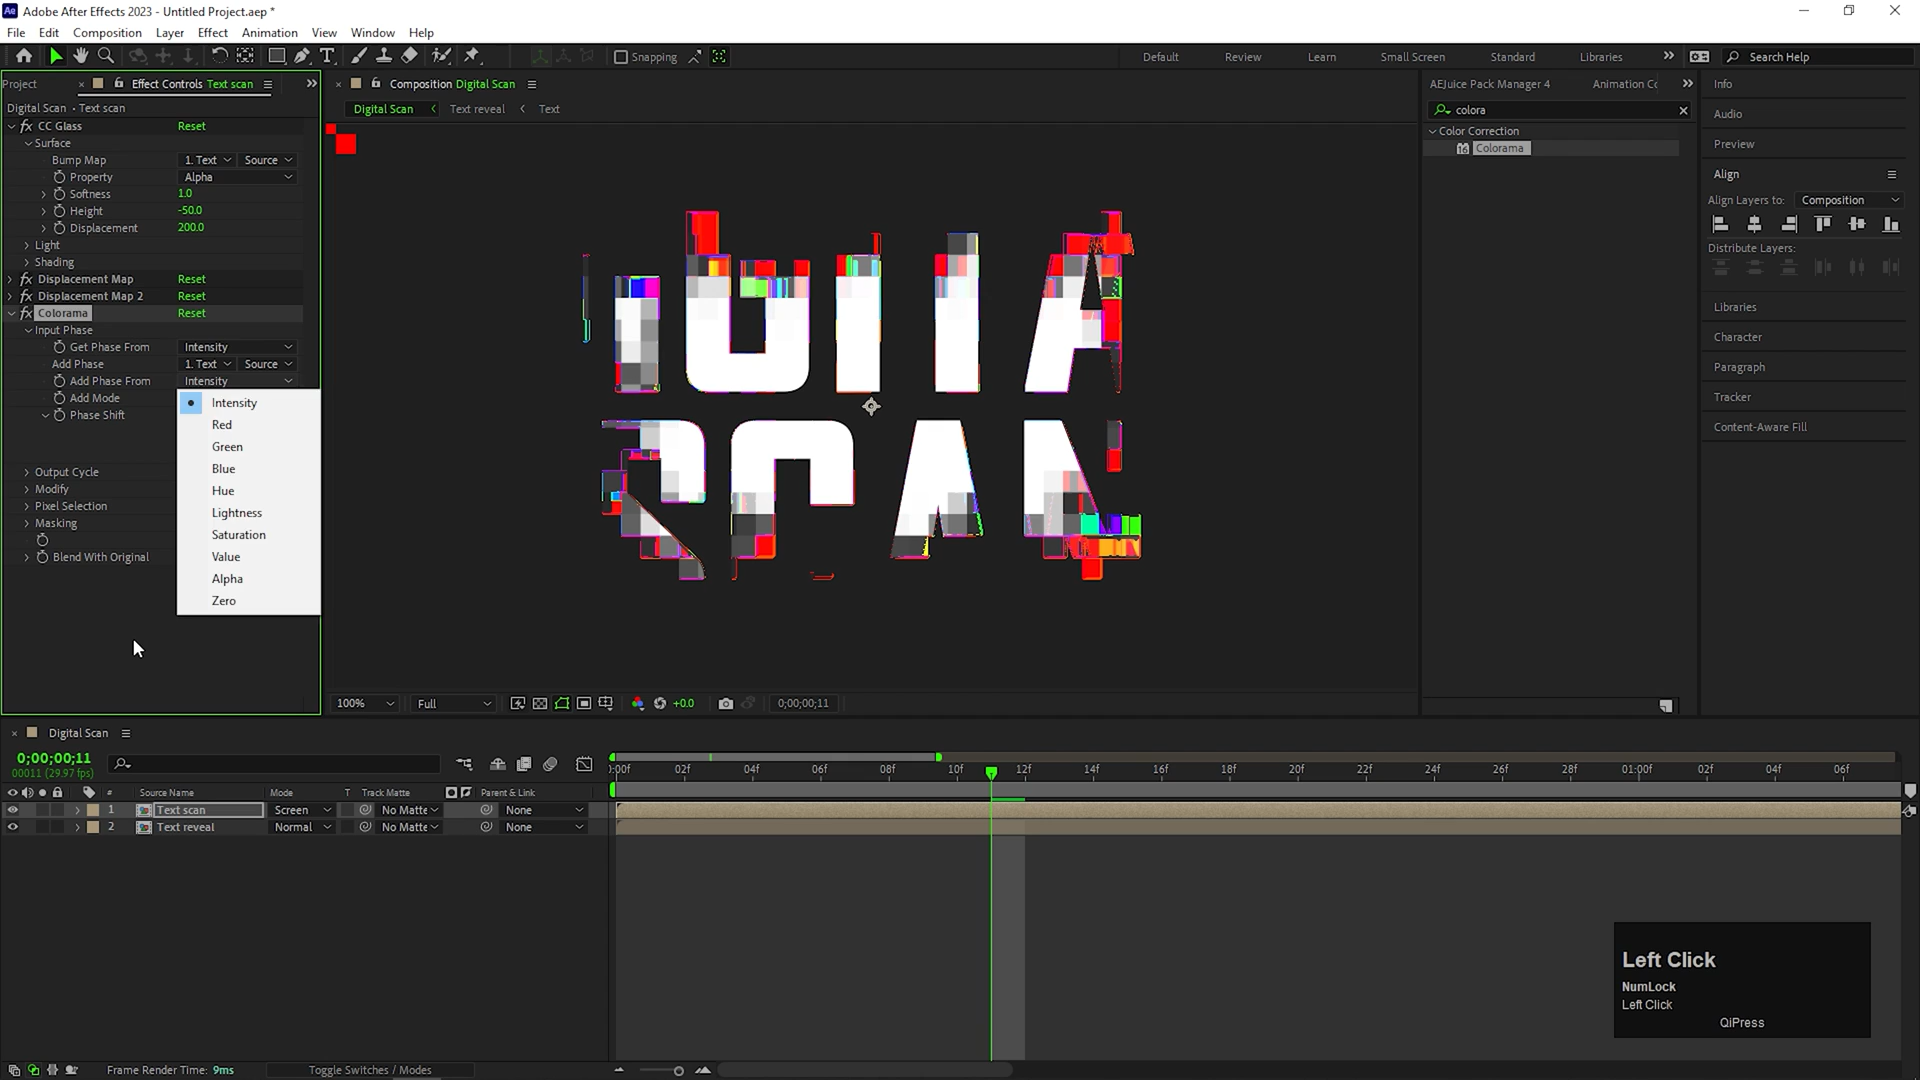 Adobe After Effects 2023 - Untitled Project.aep *
File Edit Composition Layer Effect Animation View Window Help
Snapping
Default Review Learn Small Screen Standard Libraries Search Help
Project Effect Controls Text scan
Composition Digital Scan
AEJuice Pack Manager 4 Animation Cc
Info
Digital Scan • Text scan
Digital Scan Text reveal Text
colora
Audio
CC Glass Reset
Color Correction
Surface
Colorama
Preview
Bump Map 1. Text Source
Property Alpha
Align
Softness 1.0
Align Layers to: Composition
Height -50.0
Displacement 200.0
Light
Distribute Layers:
Shading
Displacement Map Reset
Displacement Map 2 Reset
Libraries
Colorama Reset
Input Phase
Character
Get Phase From Intensity
Add Phase 1. Text Source
Paragraph
Add Phase From Intensity
Add Mode
Tracker
Phase Shift
Content-Aware Fill
Intensity
Red
Green
Blue
Hue
Lightness
Saturation
Value
Alpha
Zero
Output Cycle
Modify
Pixel Selection
Masking
Blend With Original
100% Full +0.0 0;00;00;11
Digital Scan
0;00;00;11
00011 (29.97 fps)
:00f 02f 04f 06f 08f 10f 12f 14f 16f 18f 20f 22f 24f 26f 28f 01:00f 02f 04f 06f
# Source Name Mode T Track Matte Parent & Link
1 Text scan Screen No Matte None
2 Text reveal Normal No Matte None
Left Click
NumLock
Left Click
QiPress
Frame Render Time: 9ms Toggle Switches / Modes